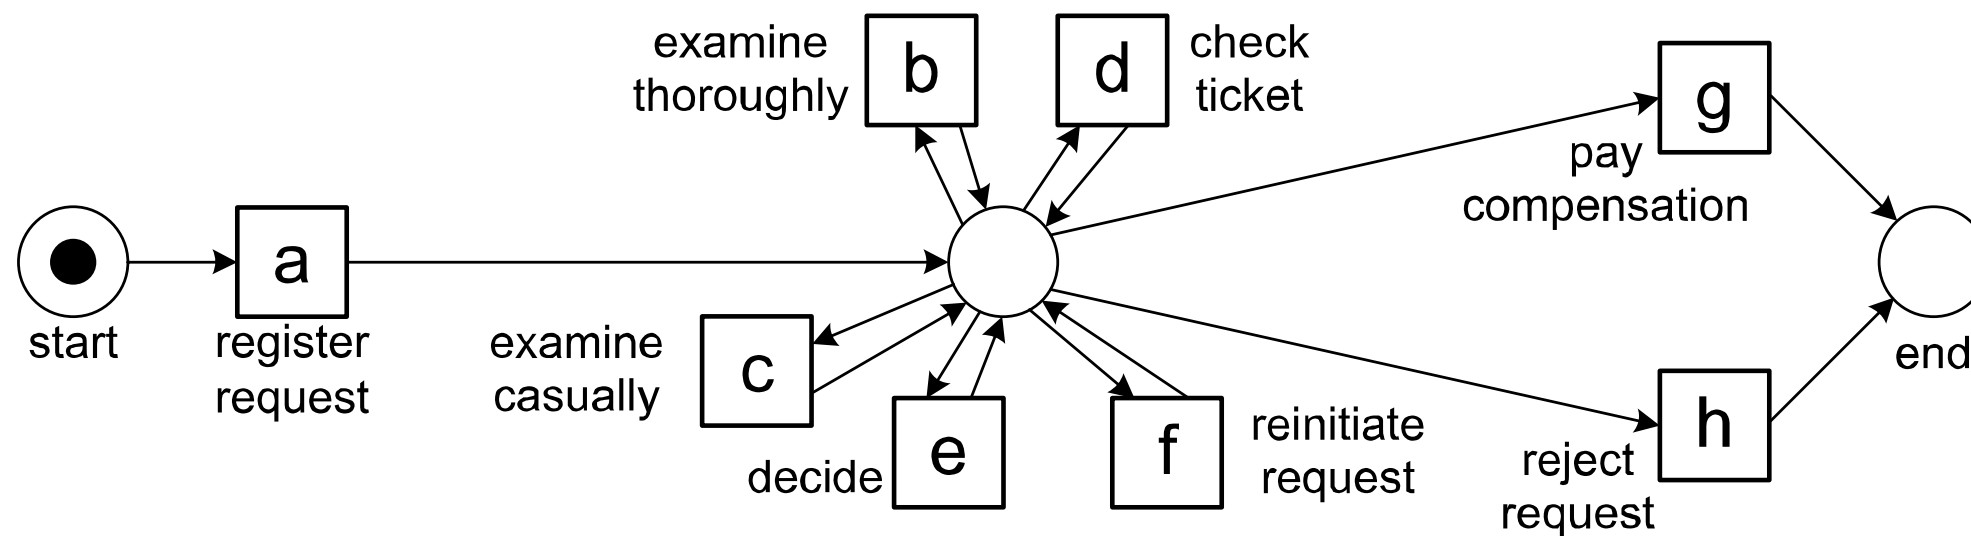 examine
thoroughly
b
d
check
ticket
g
pay
compensation
start
a
register
request
examine
casually
c
decide
e
f
reinitiate
request
h
reject
request
end